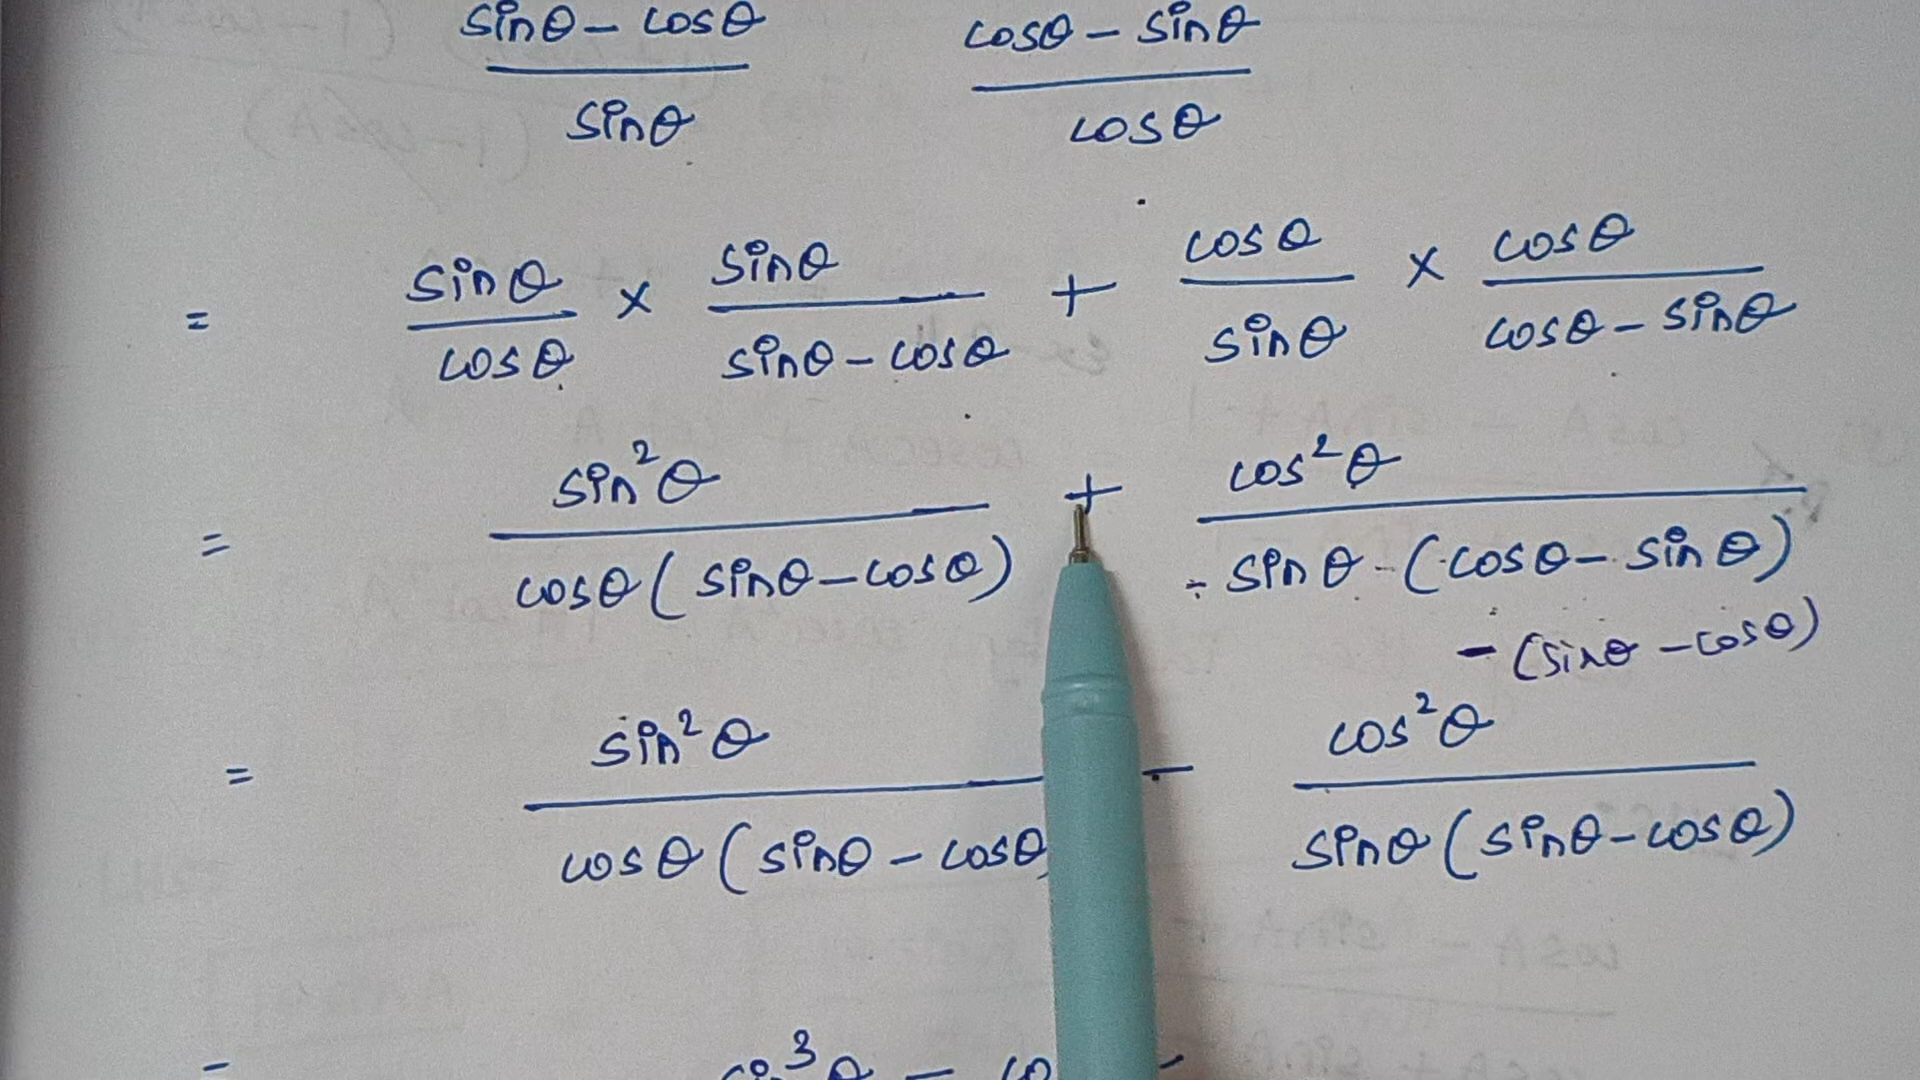 sinθ – cosθ   cosθ – sinθ
sinθ   cosθ
= sinθ/cosθ × sinθ/(sinθ – cosθ) + cosθ/sinθ × cosθ/(cosθ – sinθ)
= sin²θ/cosθ(sinθ – cosθ) + cos²θ/sinθ (cosθ – sinθ)
– (sinθ – cosθ)
= sin²θ/cosθ(sinθ – cosθ – cos²θ/sinθ(sinθ – cosθ)
=